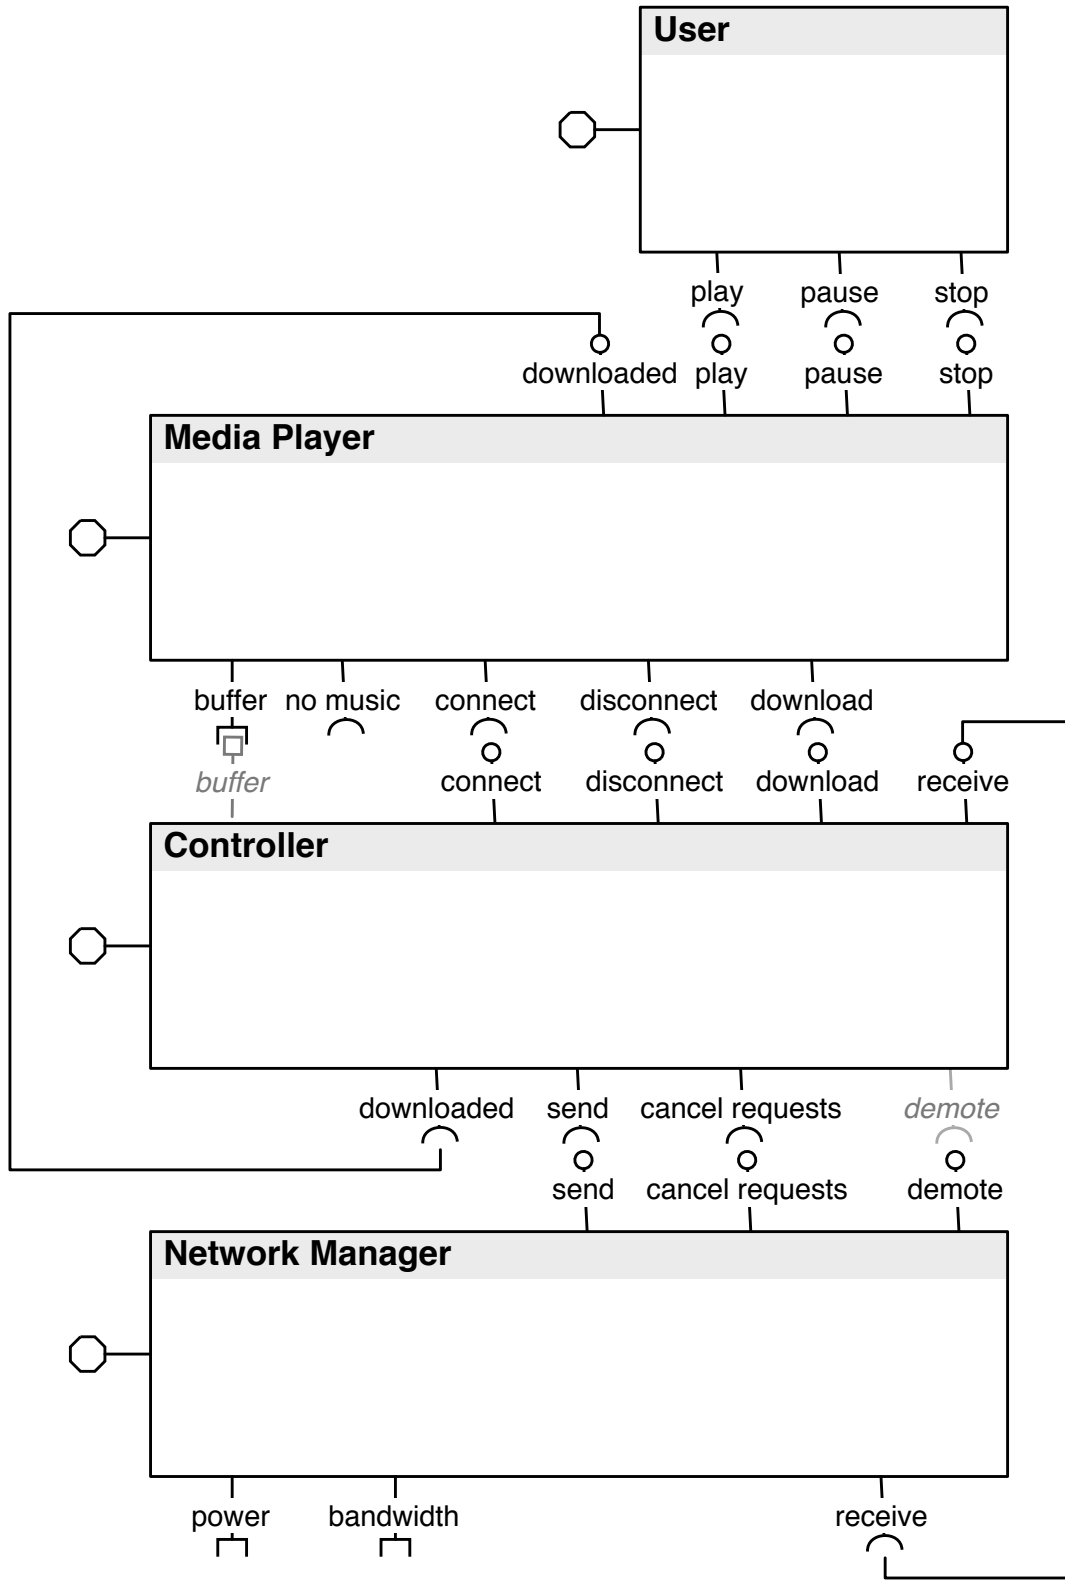 User
play pause stop
downloaded play pause stop
Media Player
buffer no music connect disconnect download
buffer connect disconnect download receive
Controller
downloaded send cancel requests demote
send cancel requests demote
Network Manager
power bandwidth receive